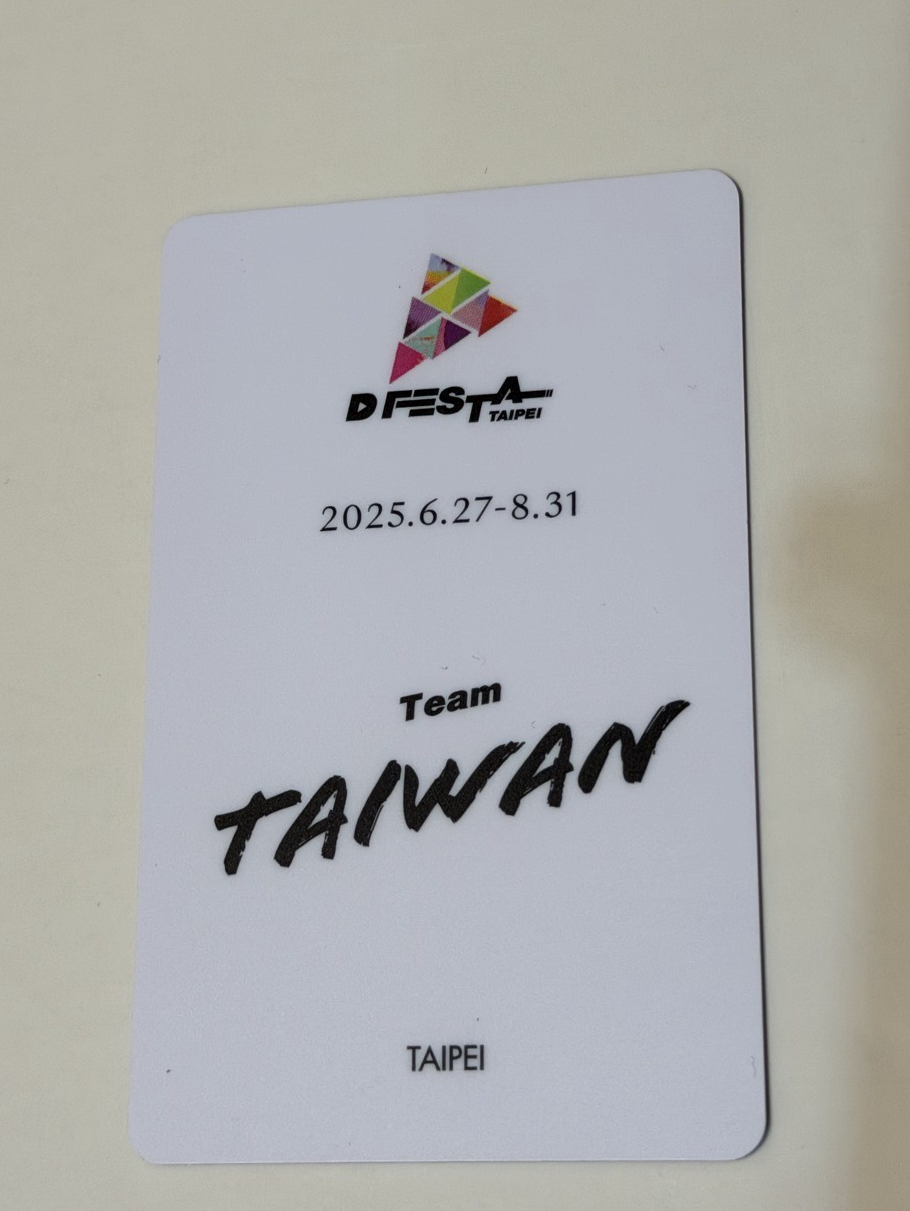 D FESTA
TAIPEI
2025.6.27-8.31
Team
TAIWAN
TAIPEI